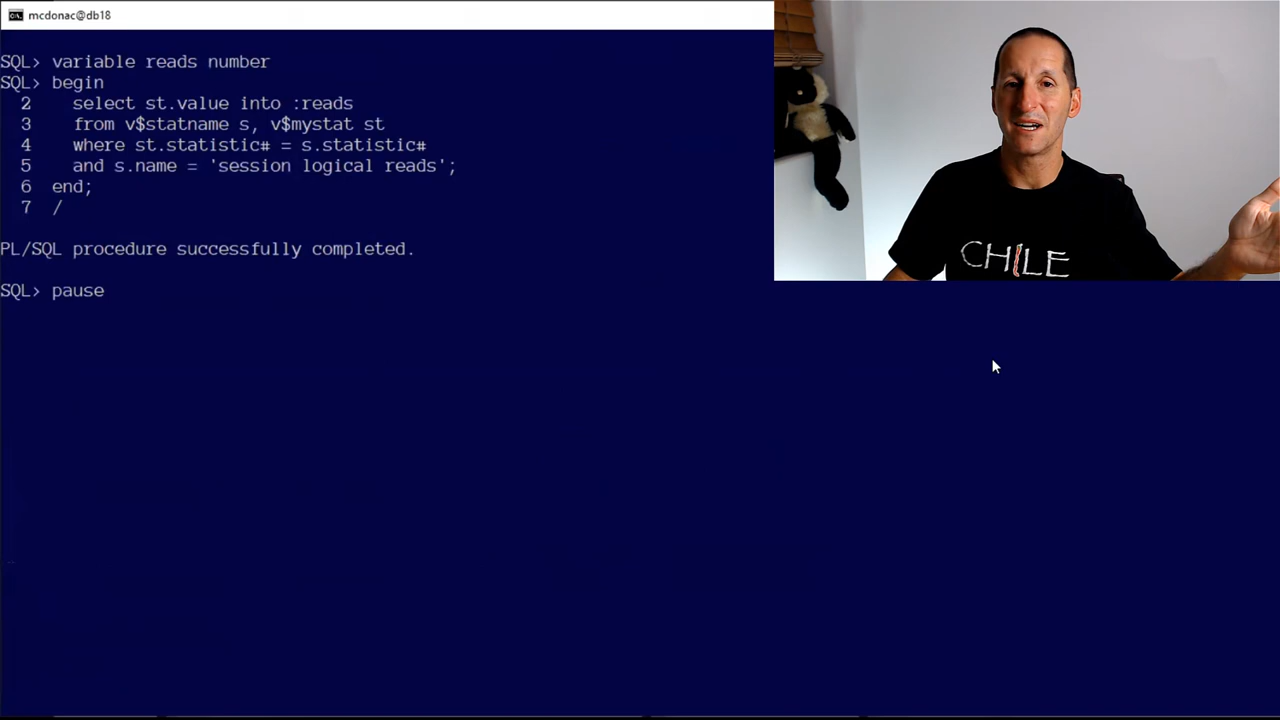 mcdonac@db18
SQL> variable reads number
SQL> begin
2 select st.value into :reads
3 from v$statname s, v$mystat st
4 where st.statistic# = s.statistic#
5 and s.name = 'session logical reads';
6 end;
7 /
PL/SQL procedure successfully completed.
SQL> pause
CHILE